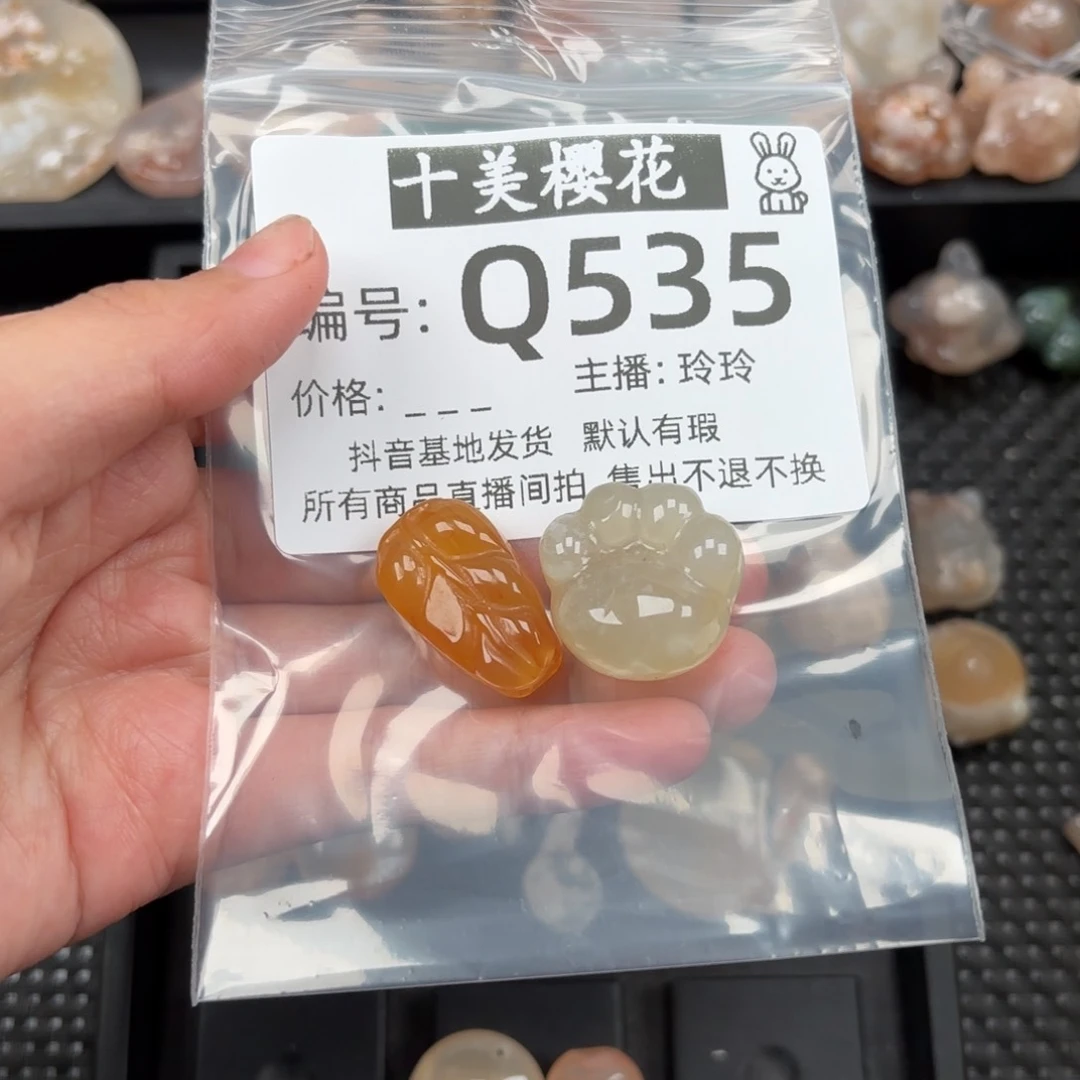 十美樱花
编号: Q535
价格: _ _ _ 主播: 玲玲
抖音基地发货 默认有瑕
所有商品直播间拍 售出不退不换